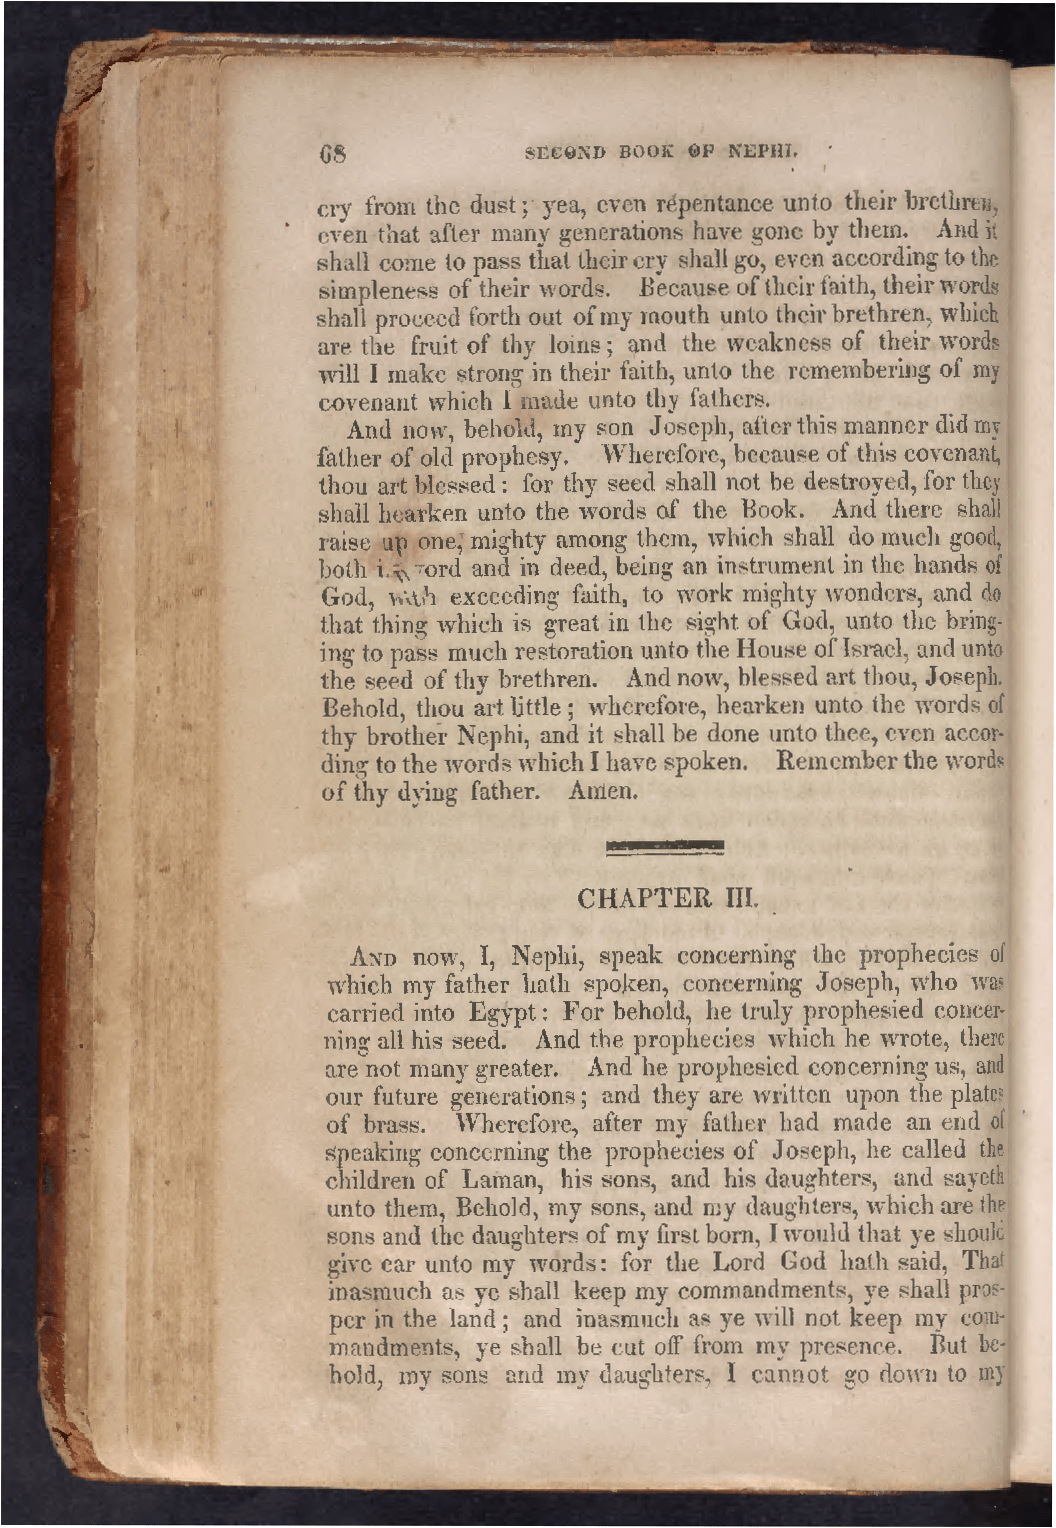 68 SECOND BOOK OF NEPHI.
cry from the dust; yea, even repentance unto their brethren,
even that after many generations have gone by them. And it
shall come to pass that their cry shall go, even according to the
simpleness of their words. Because of their faith, their words
shall proceed forth out of my mouth unto their brethren, which
are the fruit of thy loins; and the weakness of their words
will I make strong in their faith, unto the remembering of my
covenant which I made unto thy fathers.
And now, behold, my son Joseph, after this manner did my
father of old prophesy. Wherefore, because of this covenant,
thou art blessed: for thy seed shall not be destroyed, for they
shall hearken unto the words of the Book. And there shall
raise up one, mighty among them, which shall do much good,
both in word and in deed, being an instrument in the hands of
God, with exceeding faith, to work mighty wonders, and do
that thing which is great in the sight of God, unto the bring-
ing to pass much restoration unto the House of Israel, and unto
the seed of thy brethren. And now, blessed art thou, Joseph.
Behold, thou art little; wherefore, hearken unto the words of
thy brother Nephi, and it shall be done unto thee, even accor-
ding to the words which I have spoken. Remember the words
of thy dying father. Amen.
CHAPTER III.
AND now, I, Nephi, speak concerning the prophecies of
which my father hath spoken, concerning Joseph, who was
carried into Egypt: For behold, he truly prophesied concer-
ning all his seed. And the prophecies which he wrote, there
are not many greater. And he prophesied concerning us, and
our future generations; and they are written upon the plates
of brass. Wherefore, after my father had made an end of
speaking concerning the prophecies of Joseph, he called the
children of Laman, his sons, and his daughters, and sayeth
unto them, Behold, my sons, and my daughters, which are the
sons and the daughters of my first born, I would that ye should
give ear unto my words: for the Lord God hath said, That
inasmuch as ye shall keep my commandments, ye shall pros-
per in the land; and inasmuch as ye will not keep my com-
mandments, ye shall be cut off from my presence. But be-
hold, my sons and my daughters, I cannot go down to my